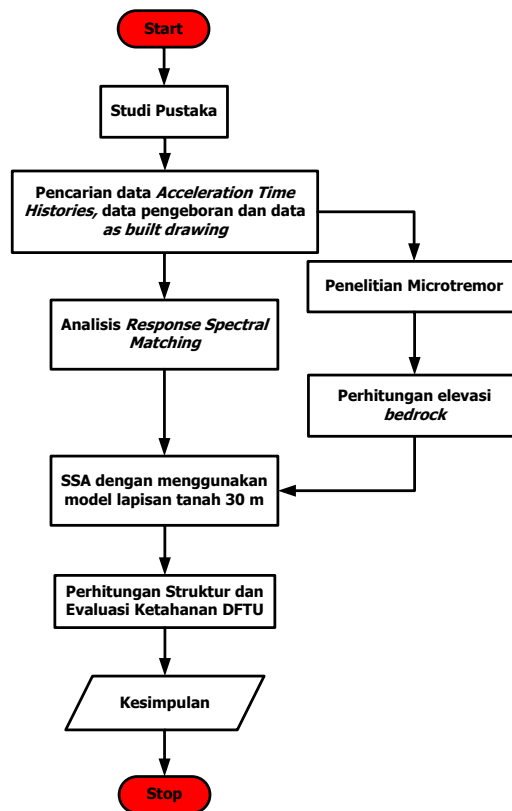 Start
Studi Pustaka
Pencarian data Acceleration Time
Histories, data pengeboran dan data
as built drawing
Penelitian Microtremor
Analisis Response Spectral
Matching
Perhitungan elevasi
bedrock
SSA dengan menggunakan
model lapisan tanah 30 m
Perhitungan Struktur dan
Evaluasi Ketahanan DFTU
Kesimpulan
Stop